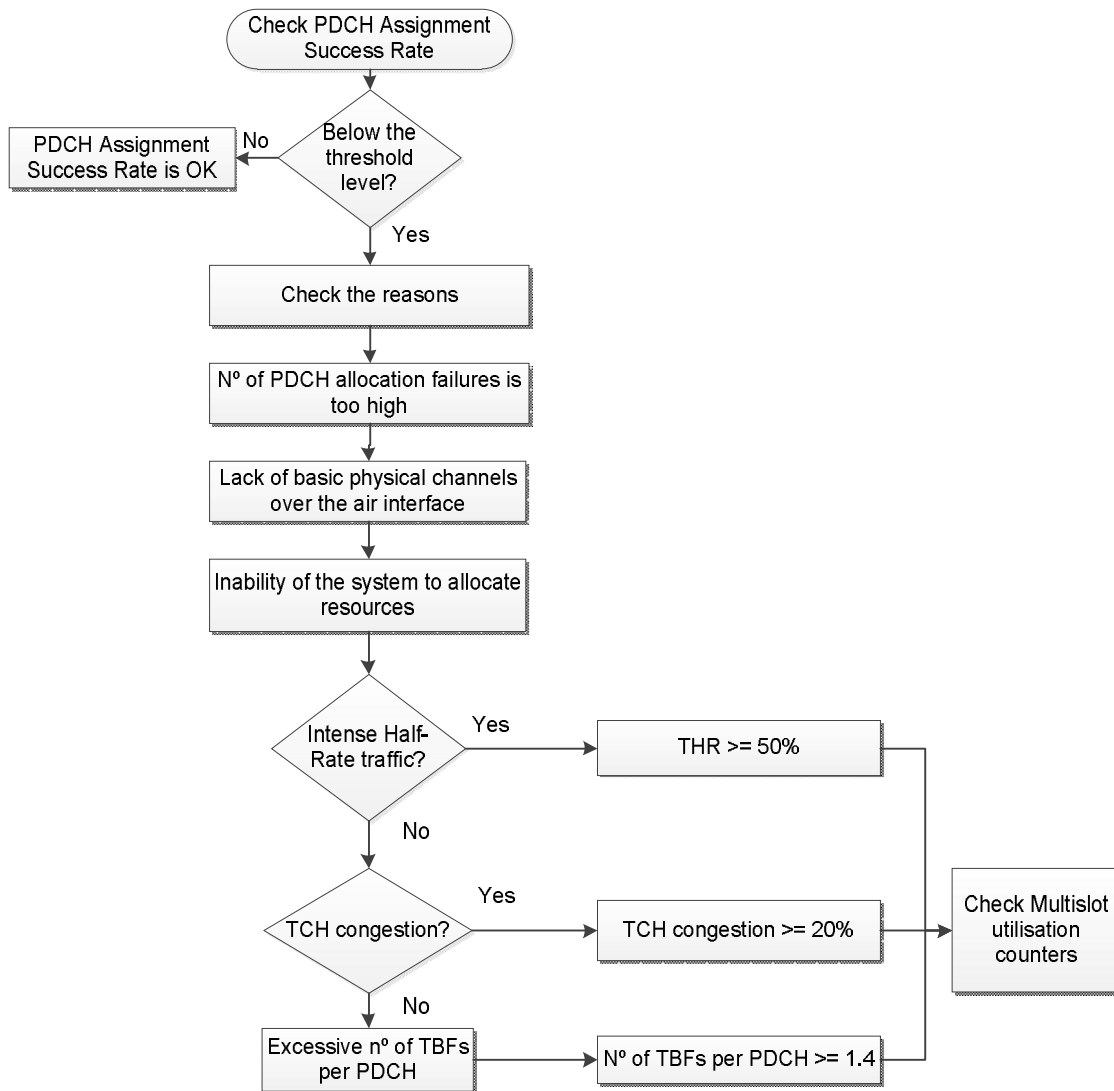 Check PDCH Assignment
Success Rate
Below the
threshold
level?
No
PDCH Assignment
Success Rate is OK
Yes
Check the reasons
Nº of PDCH allocation failures is
too high
Lack of basic physical channels
over the air interface
Inability of the system to allocate
resources
Intense Half-
Rate traffic?
Yes
THR >= 50%
No
TCH congestion?
Yes
TCH congestion >= 20%
Check Multislot
utilisation
counters
No
Excessive nº of TBFs
per PDCH
Nº of TBFs per PDCH >= 1.4